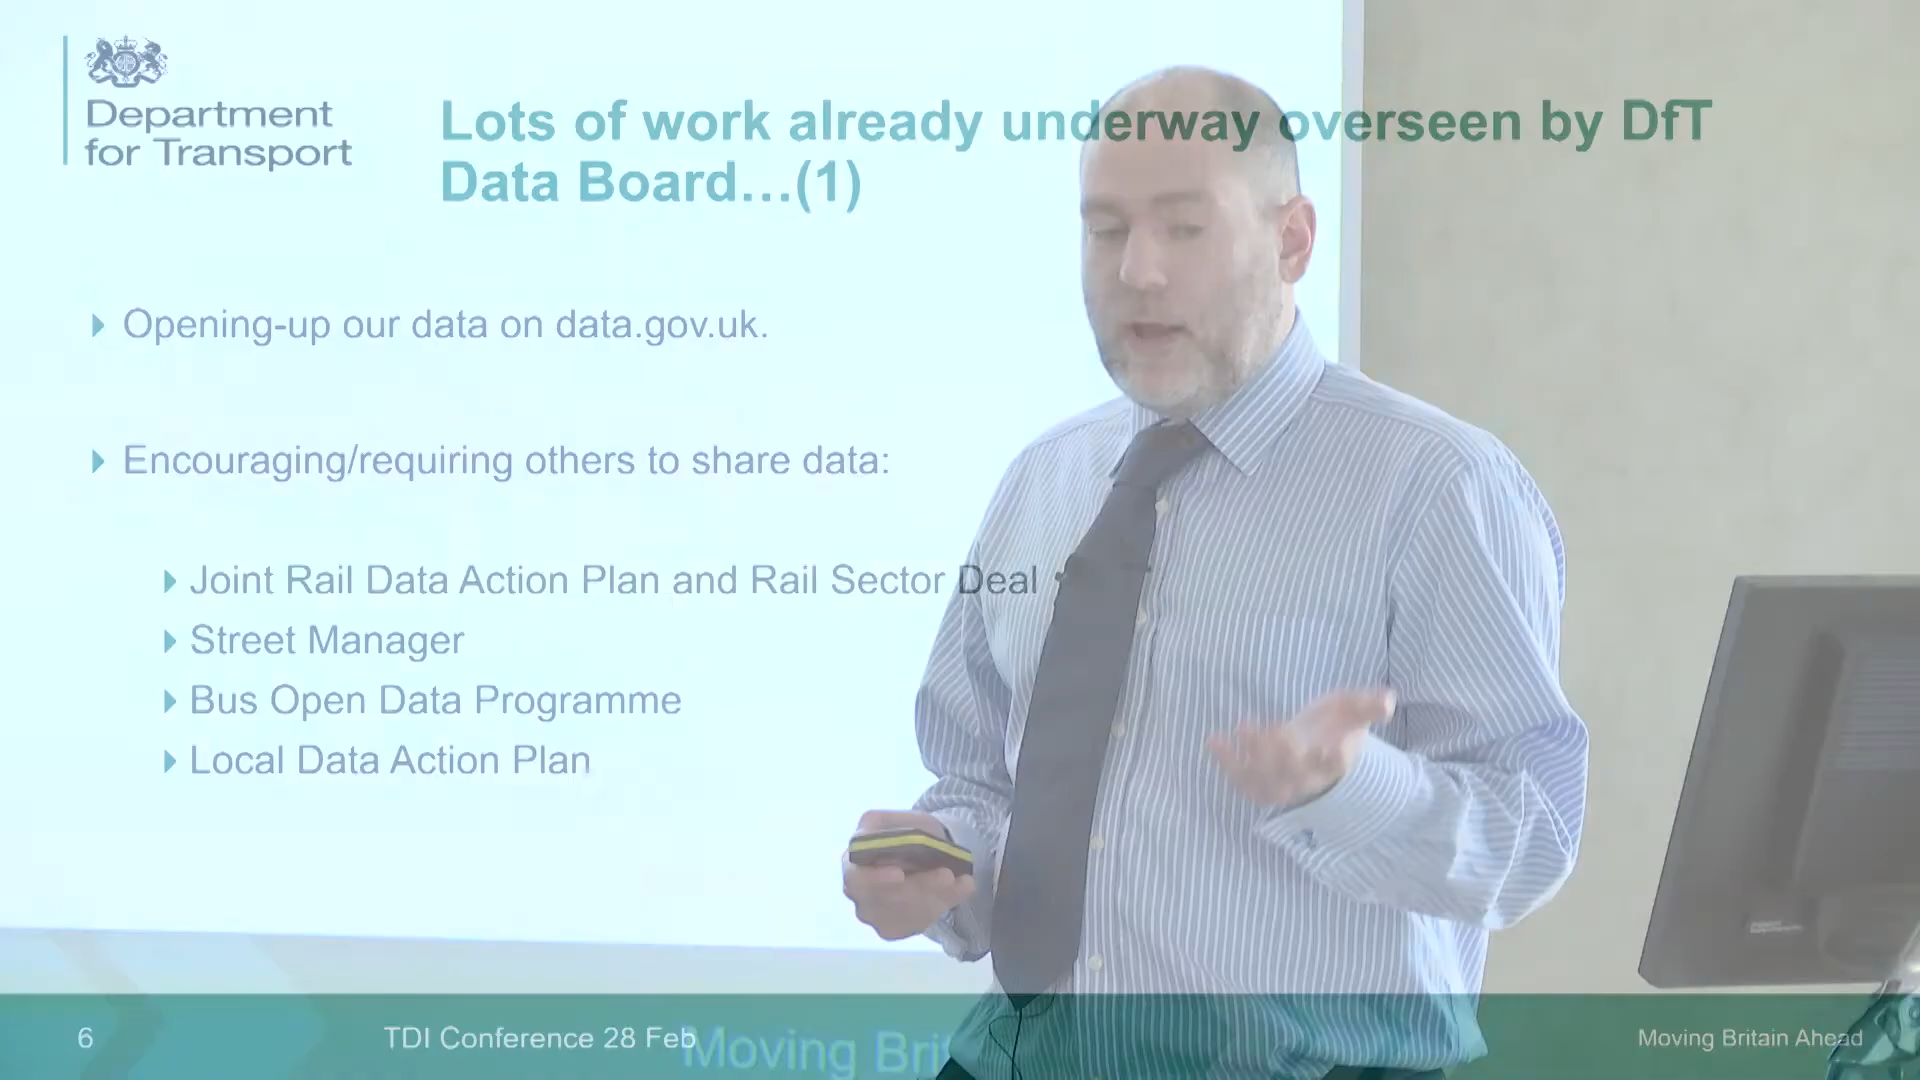 Department
for Transport
Lots of work already underway overseen by DfT
Data Board…(1)
Opening-up our data on data.gov.uk.
Encouraging/requiring others to share data:
Joint Rail Data Action Plan and Rail Sector Deal
Street Manager
Bus Open Data Programme
Local Data Action Plan
6
TDI Conference 28 Feb
Moving Bri
Moving Britain Ahead